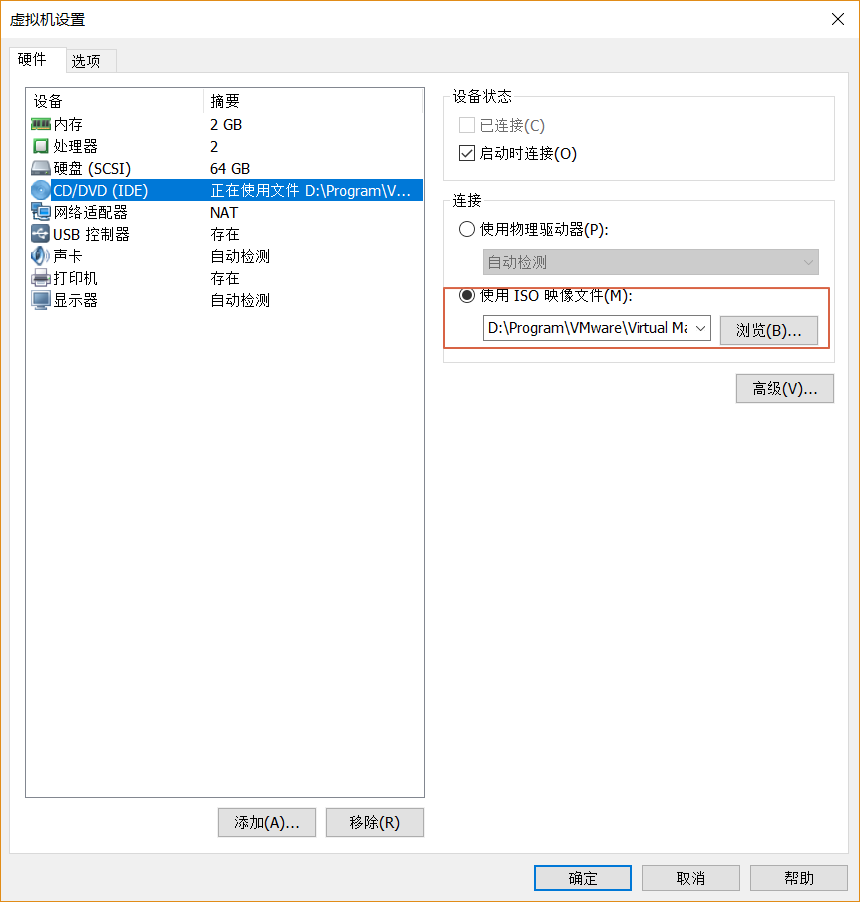 虚拟机设置
硬件 选项
设备 摘要
内存 2 GB
处理器 2
硬盘 (SCSI) 64 GB
CD/DVD (IDE) 正在使用文件 D:\Program\V...
网络适配器 NAT
USB 控制器 存在
声卡 自动检测
打印机 存在
显示器 自动检测
添加(A)... 移除(R)
设备状态
已连接(C)
启动时连接(O)
连接
使用物理驱动器(P):
自动检测
使用 ISO 映像文件(M):
D:\Program\VMware\Virtual Ma 浏览(B)...
高级(V)...
确定 取消 帮助